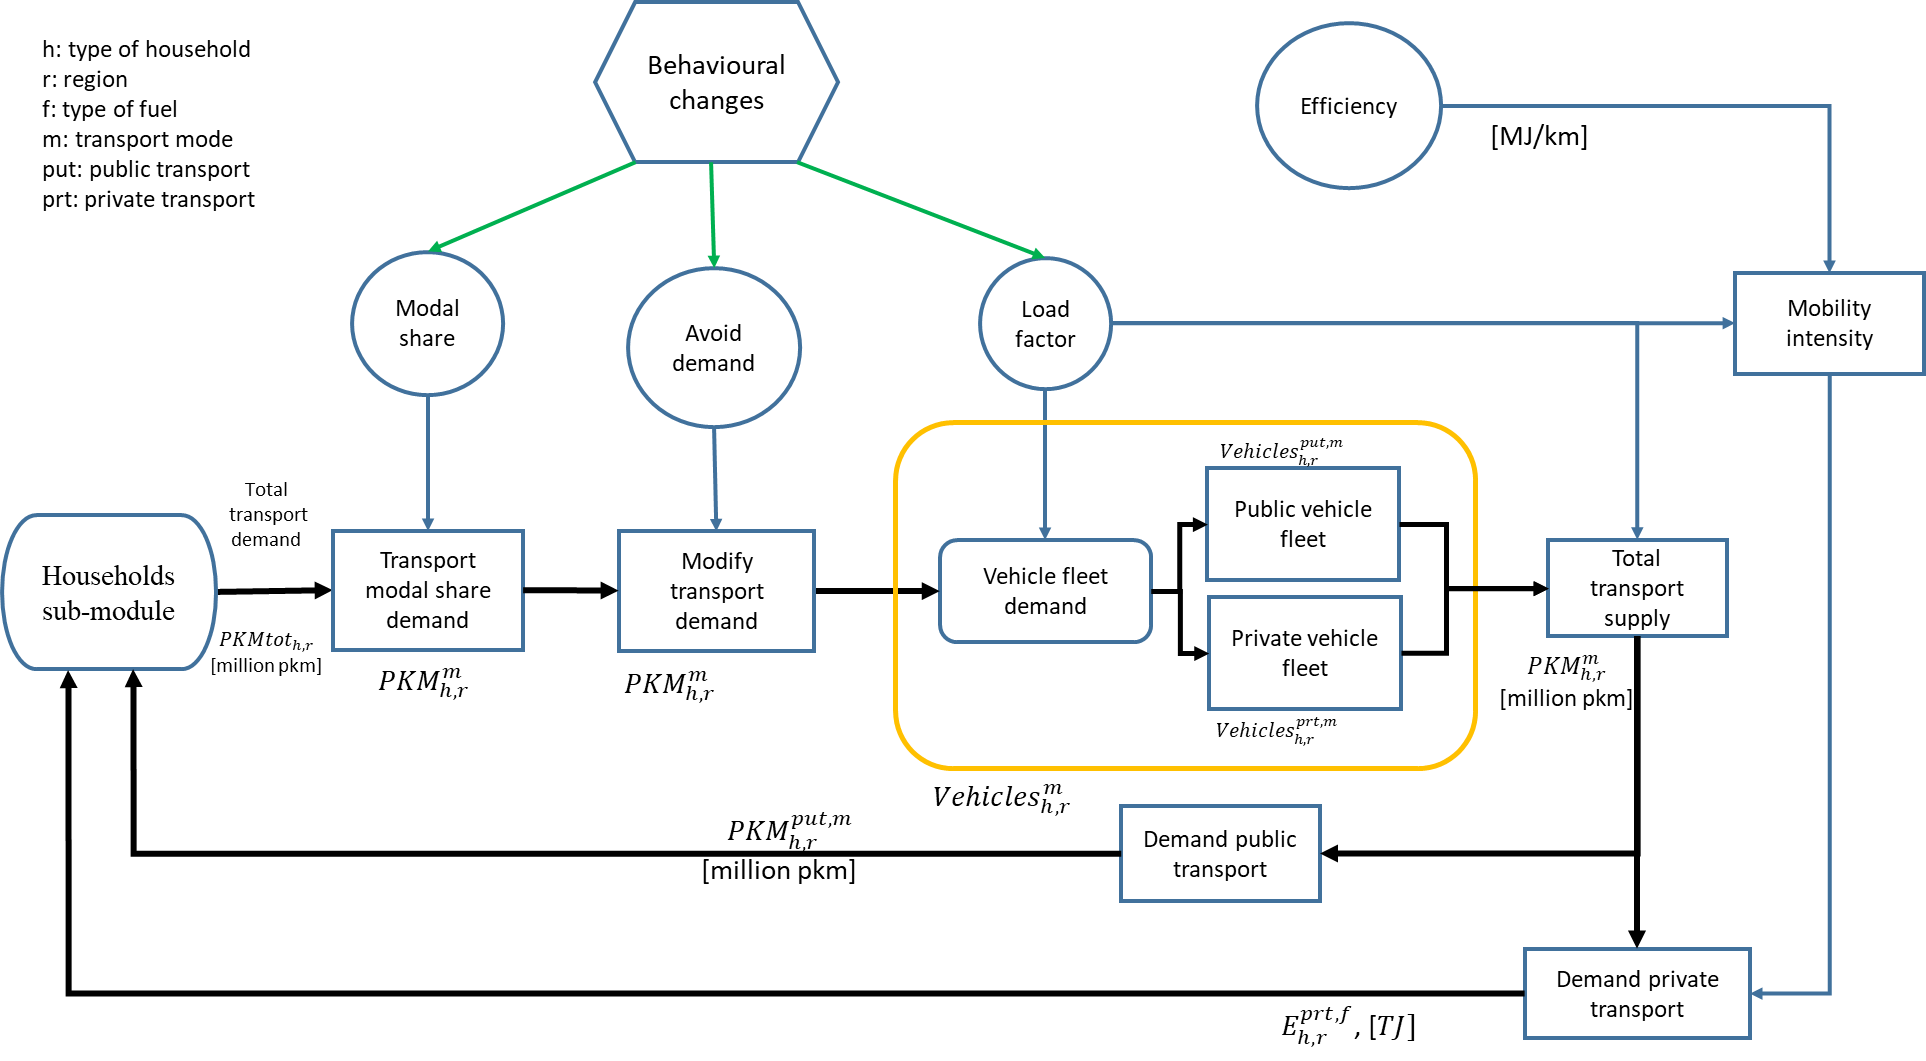 h: type of household
r: region
f: type of fuel
m: transport mode
put: public transport
prt: private transport
Behavioural
changes
Efficiency
[MJ/km]
Modal
share
Avoid
demand
Load
factor
Mobility
intensity
Total
transport
demand
Households
sub-module
PKMtot_{h,r}
[million pkm]
Transport
modal share
demand
PKM^{m}_{h,r}
Modify
transport
demand
PKM^{m}_{h,r}
Vehicle fleet
demand
Vehicles^{put,m}_{h,r}
Public vehicle
fleet
Private vehicle
fleet
Vehicles^{prt,m}_{h,r}
Vehicles^{m}_{h,r}
Total
transport
supply
PKM^{m}_{h,r}
[million pkm]
Demand public
transport
PKM^{put,m}_{h,r}
[million pkm]
Demand private
transport
E^{prt,f}_{h,r}, [TJ]